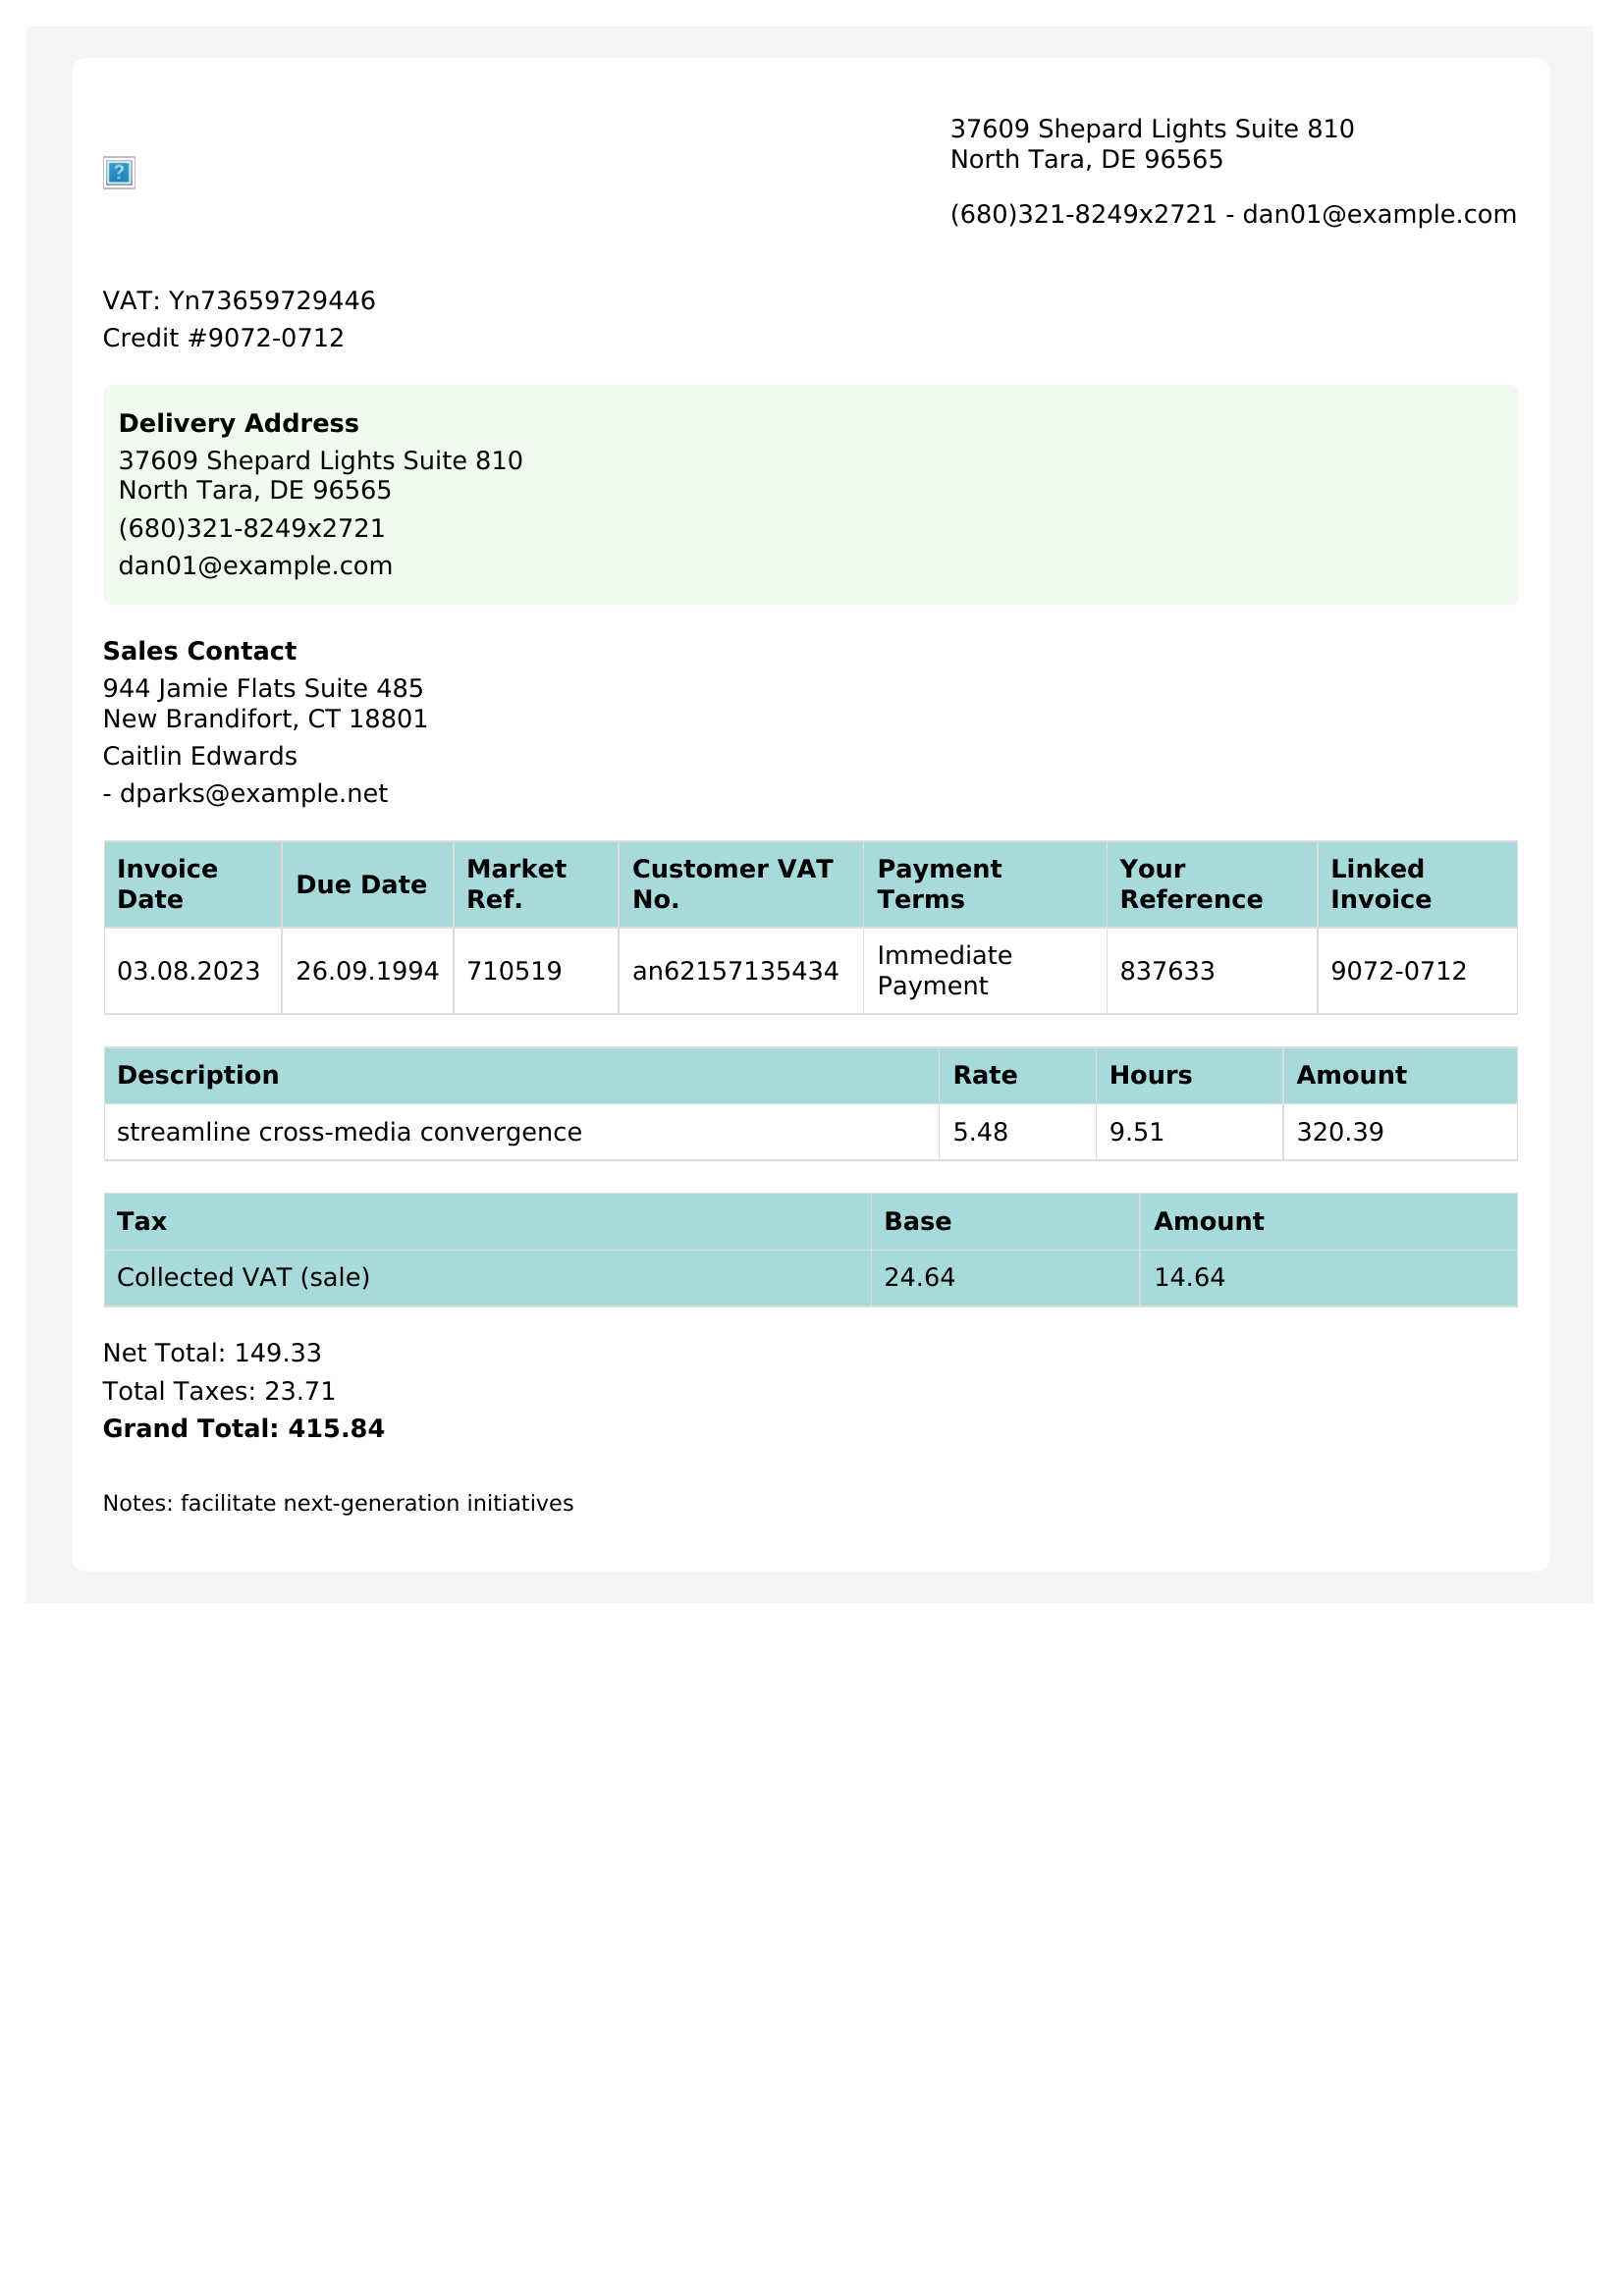 37609 Shepard Lights Suite 810
North Tara, DE 96565
(680)321-8249x2721 - dan01@example.com
VAT: Yn73659729446
Credit #9072-0712
Delivery Address
37609 Shepard Lights Suite 810
North Tara, DE 96565
(680)321-8249x2721
dan01@example.com
Sales Contact
944 Jamie Flats Suite 485
New Brandifort, CT 18801
Caitlin Edwards
- dparks@example.net
Invoice Date Due Date Market Ref. Customer VAT No. Payment Terms Your Reference Linked Invoice
03.08.2023 26.09.1994 710519 an62157135434 Immediate Payment 837633 9072-0712
Description Rate Hours Amount
streamline cross-media convergence 5.48 9.51 320.39
Tax Base Amount
Collected VAT (sale) 24.64 14.64
Net Total: 149.33
Total Taxes: 23.71
Grand Total: 415.84
Notes: facilitate next-generation initiatives